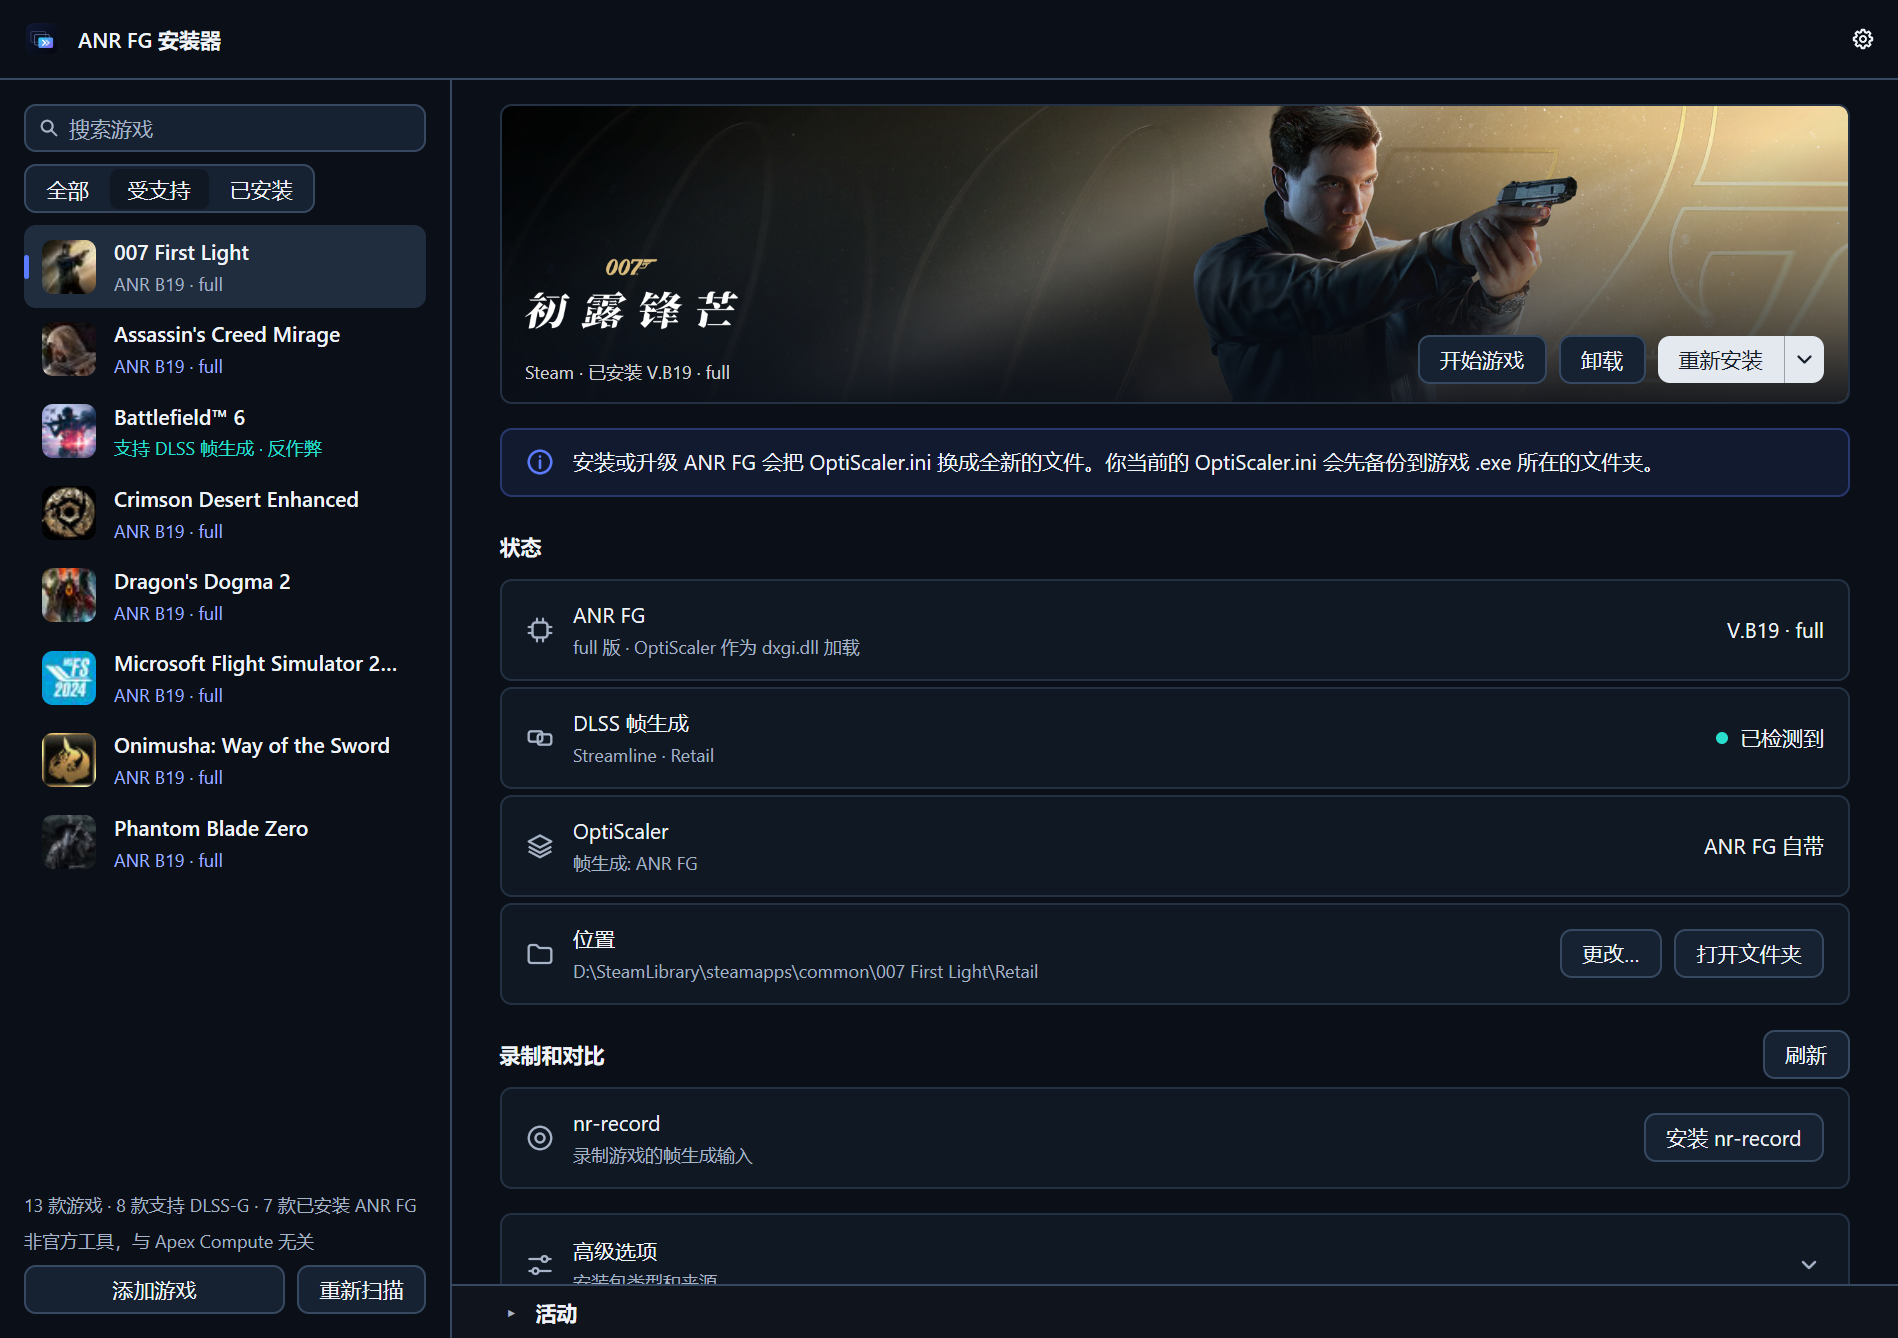 ANR FG 安装器
搜索游戏
全部 受支持 已安装
007 First Light
ANR B19 · full
Assassin's Creed Mirage
ANR B19 · full
Battlefield™ 6
支持 DLSS 帧生成 · 反作弊
Crimson Desert Enhanced
ANR B19 · full
Dragon's Dogma 2
ANR B19 · full
FS
2024
Microsoft Flight Simulator 2...
ANR B19 · full
Onimusha: Way of the Sword
ANR B19 · full
Phantom Blade Zero
ANR B19 · full
13 款游戏 · 8 款支持 DLSS-G · 7 款已安装 ANR FG
非官方工具，与 Apex Compute 无关
添加游戏 重新扫描
007
初露锋芒
Steam · 已安装 V.B19 · full
开始游戏 卸载 重新安装
安装或升级 ANR FG 会把 OptiScaler.ini 换成全新的文件。你当前的 OptiScaler.ini 会先备份到游戏 .exe 所在的文件夹。
状态
ANR FG
full 版 · OptiScaler 作为 dxgi.dll 加载
V.B19 · full
DLSS 帧生成
Streamline · Retail
已检测到
OptiScaler
帧生成: ANR FG
ANR FG 自带
位置
D:\SteamLibrary\steamapps\common\007 First Light\Retail
更改... 打开文件夹
录制和对比
刷新
nr-record
录制游戏的帧生成输入
安装 nr-record
高级选项
安装包类型和来源
活动